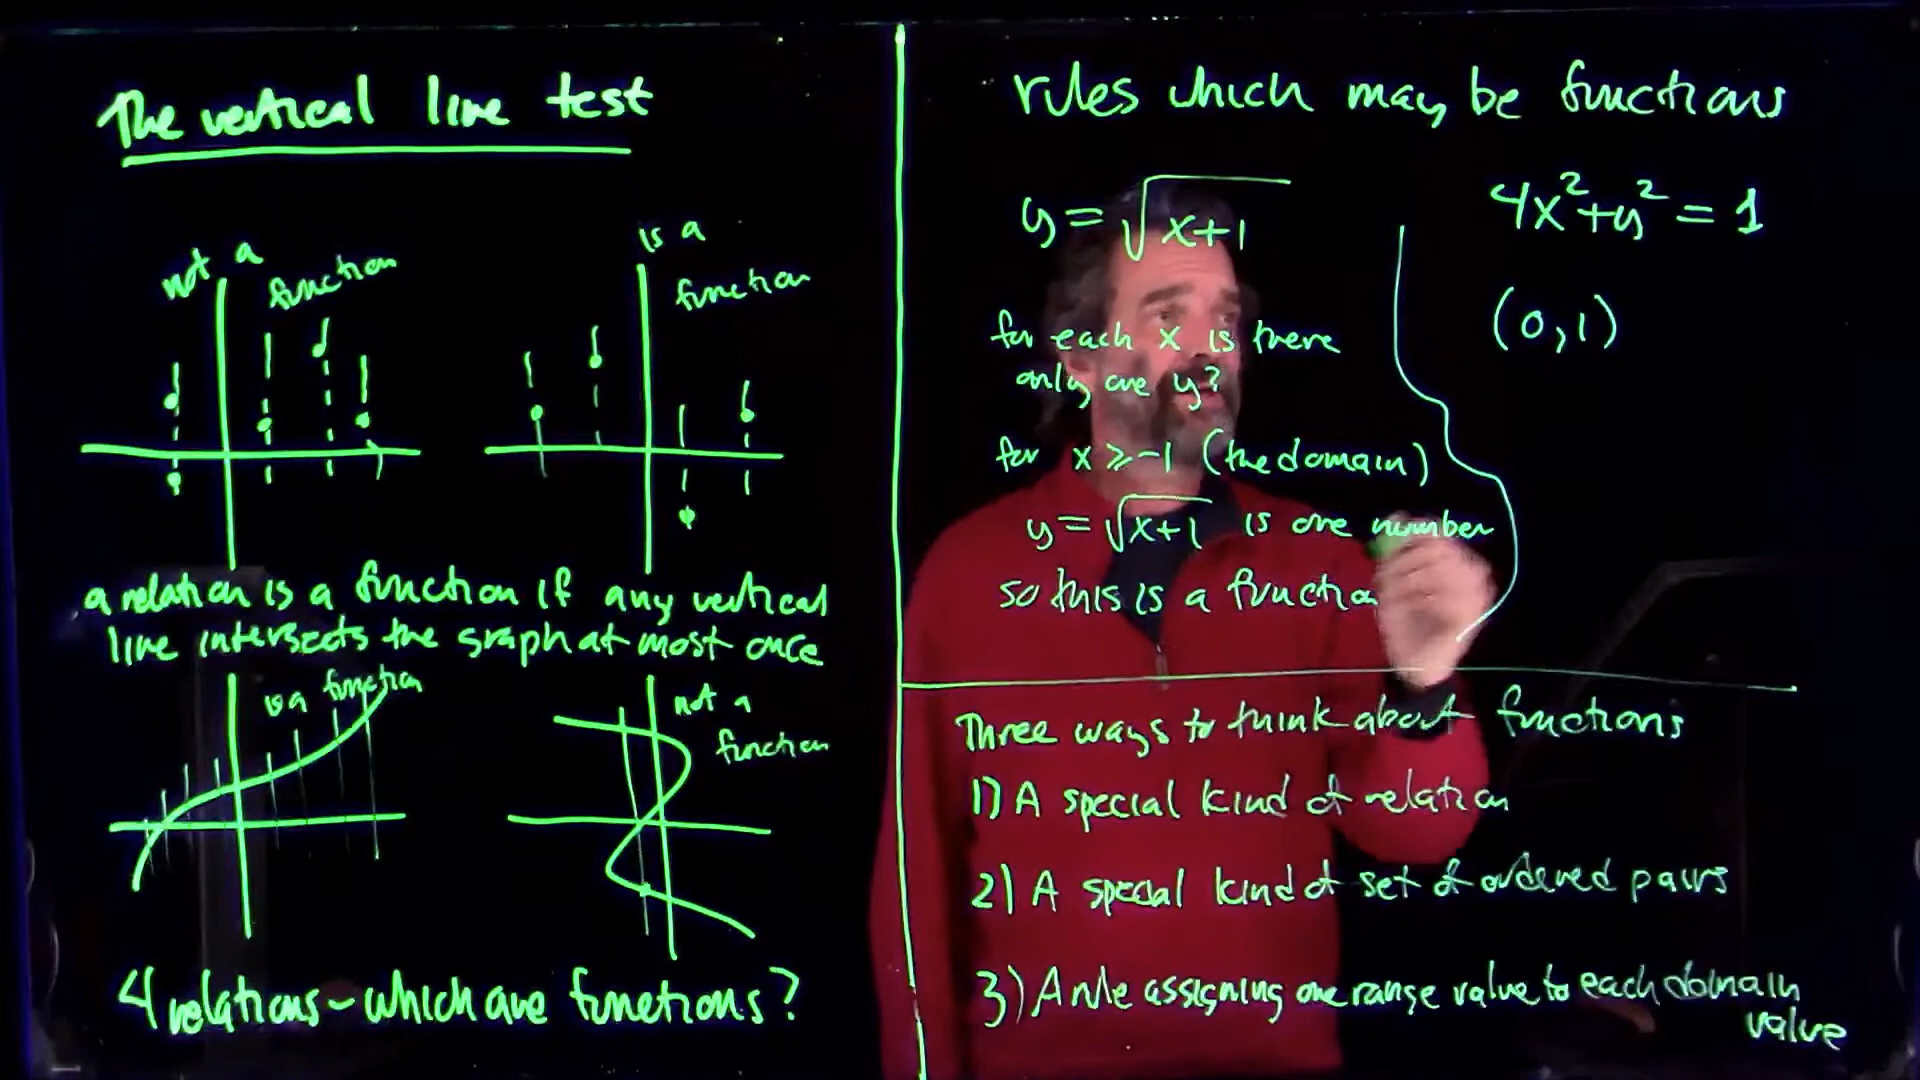 The vertical line test
not a function
is a function
a relation is a function if any vertical
line intersects the graph at most once
is a function
not a function
4 relations - which are functions?
rules which may be functions
y = √x+1
for each x is there
only one y?
for x ≥ -1 (the domain)
y = √x+1 is one number
so this is a function
4x² + y² = 1
(0,1)
Three ways to think about functions
1) A special kind of relation
2) A special kind of set of ordered pairs
3) A rule assigning one range value to each domain
value